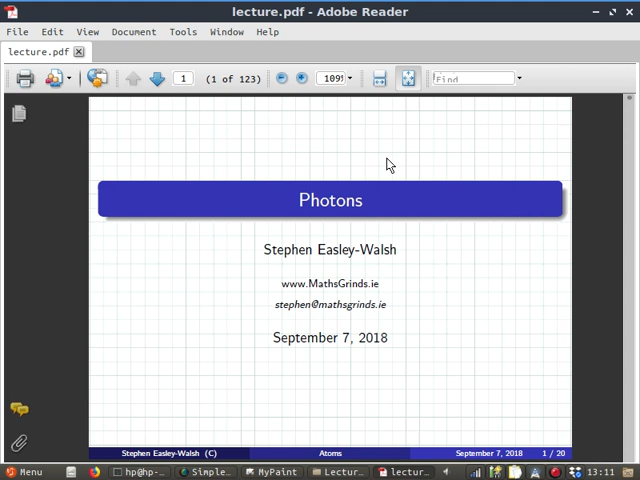 lecture.pdf - Adobe Reader
File Edit View Document Tools Window Help
lecture.pdf
1 (1 of 123) 109% Find
Photons
Stephen Easley-Walsh
www.MathsGrinds.ie
stephen@mathsgrinds.ie
September 7, 2018
Stephen Easley-Walsh (C) Atoms September 7, 2018 1 / 20
Menu hp@hp-... Simple... MyPaint Lectur... lectur... 13:11